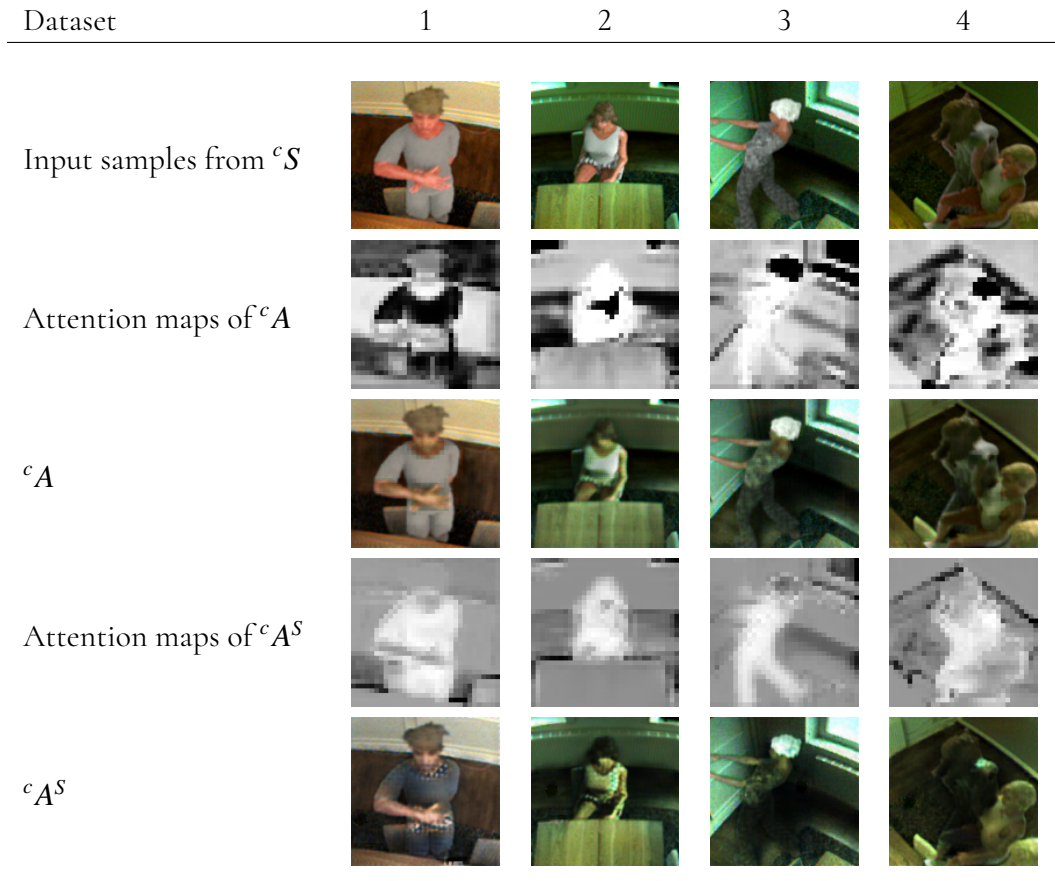 Dataset 1 2 3 4
Input samples from ᶜS
Attention maps of ᶜA
ᶜA
Attention maps of ᶜAˢ
ᶜAˢ